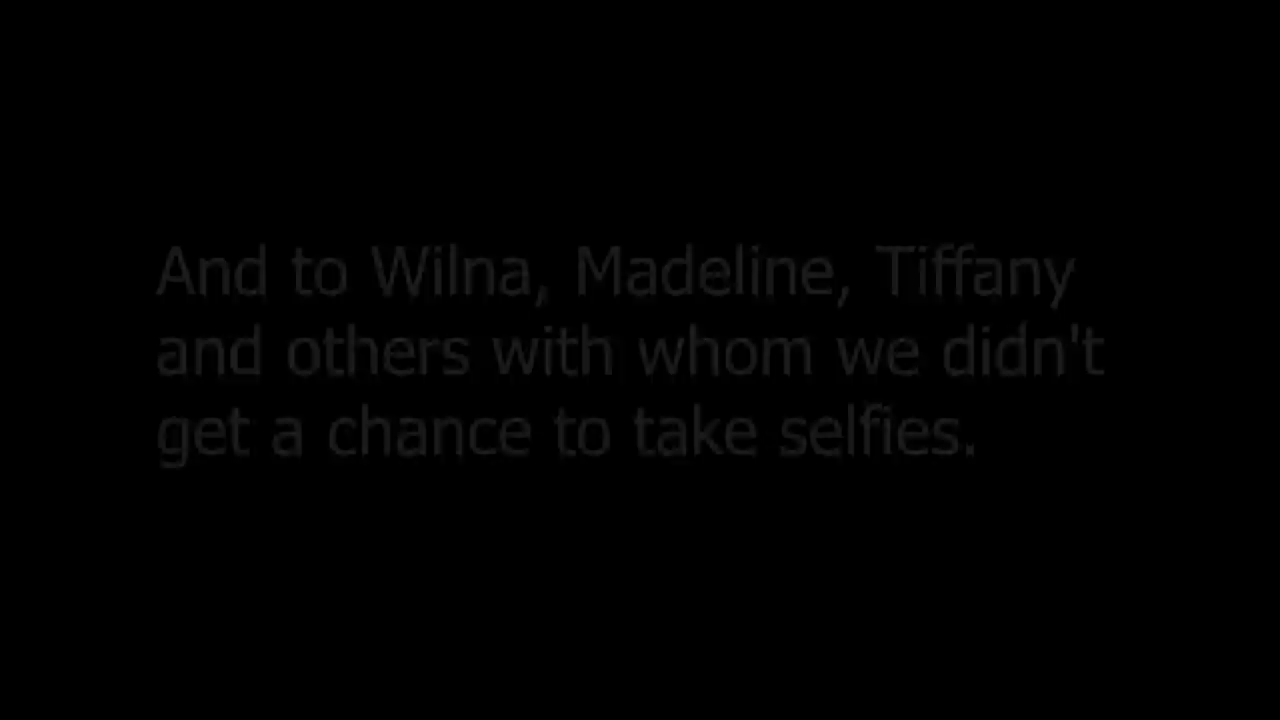 And to Wilna, Madeline, Tiffany
and others with whom we didn't
get a chance to take selfies.